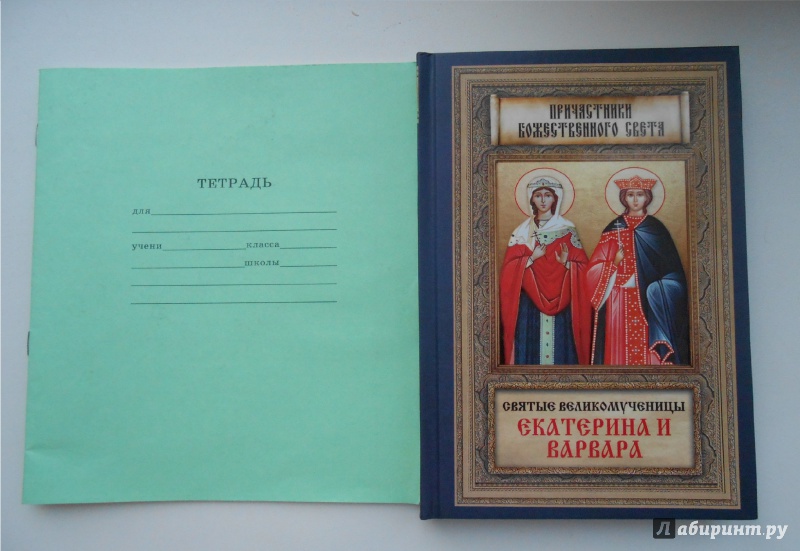 ТЕТРАДЬ
для
учени класса
школы
ПРИЧАСТНИКИ
БОЖЕСТВЕННОГО СВЕТА
СВЯТЫЕ ВЕЛИКОМУЧЕНИЦЫ
ЕКАТЕРИНА И
ВАРВАРА
Лабиринт.ру